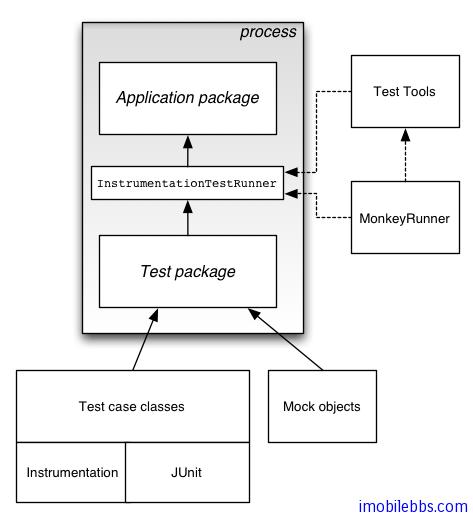 process
Application package
Test Tools
InstrumentationTestRunner
MonkeyRunner
Test package
Test case classes
Mock objects
Instrumentation
JUnit
imobilebbs.com